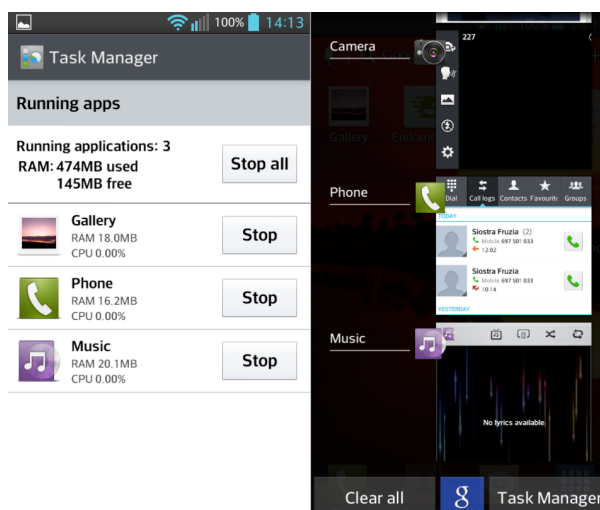 100% 14:13
Task Manager
Running apps
Running applications: 3
RAM: 474MB used
145MB free
Stop all
Gallery
RAM 18.0MB
CPU 0.00%
Stop
Phone
RAM 16.2MB
CPU 0.00%
Stop
Music
RAM 20.1MB
CPU 0.00%
Stop
Camera
227
Gallery Endomo
Phone
Dial Call logs Contacts Favourite Groups
TODAY
Siostra Fruzia (2)
Mobile 697 501 033
12:02
Siostra Fruzia
Mobile 697 501 033
10:14
YESTERDAY
Music
No lyrics available
Clear all
g
Task Manager